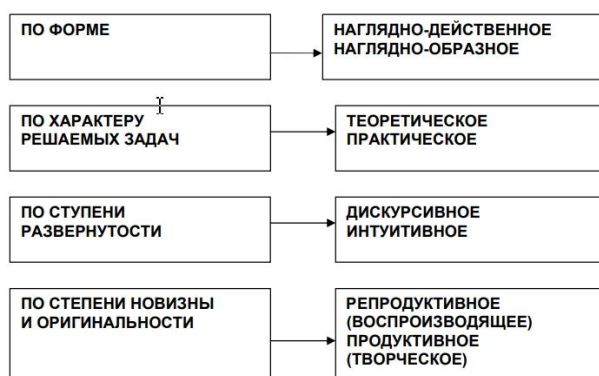 ПО ФОРМЕ
НАГЛЯДНО-ДЕЙСТВЕННОЕ
НАГЛЯДНО-ОБРАЗНОЕ
ПО ХАРАКТЕРУ
РЕШАЕМЫХ ЗАДАЧ
ТЕОРЕТИЧЕСКОЕ
ПРАКТИЧЕСКОЕ
ПО СТУПЕНИ
РАЗВЕРНУТОСТИ
ДИСКУРСИВНОЕ
ИНТУИТИВНОЕ
ПО СТЕПЕНИ НОВИЗНЫ
И ОРИГИНАЛЬНОСТИ
РЕПРОДУКТИВНОЕ
(ВОСПРОИЗВОДЯЩЕЕ)
ПРОДУКТИВНОЕ
(ТВОРЧЕСКОЕ)